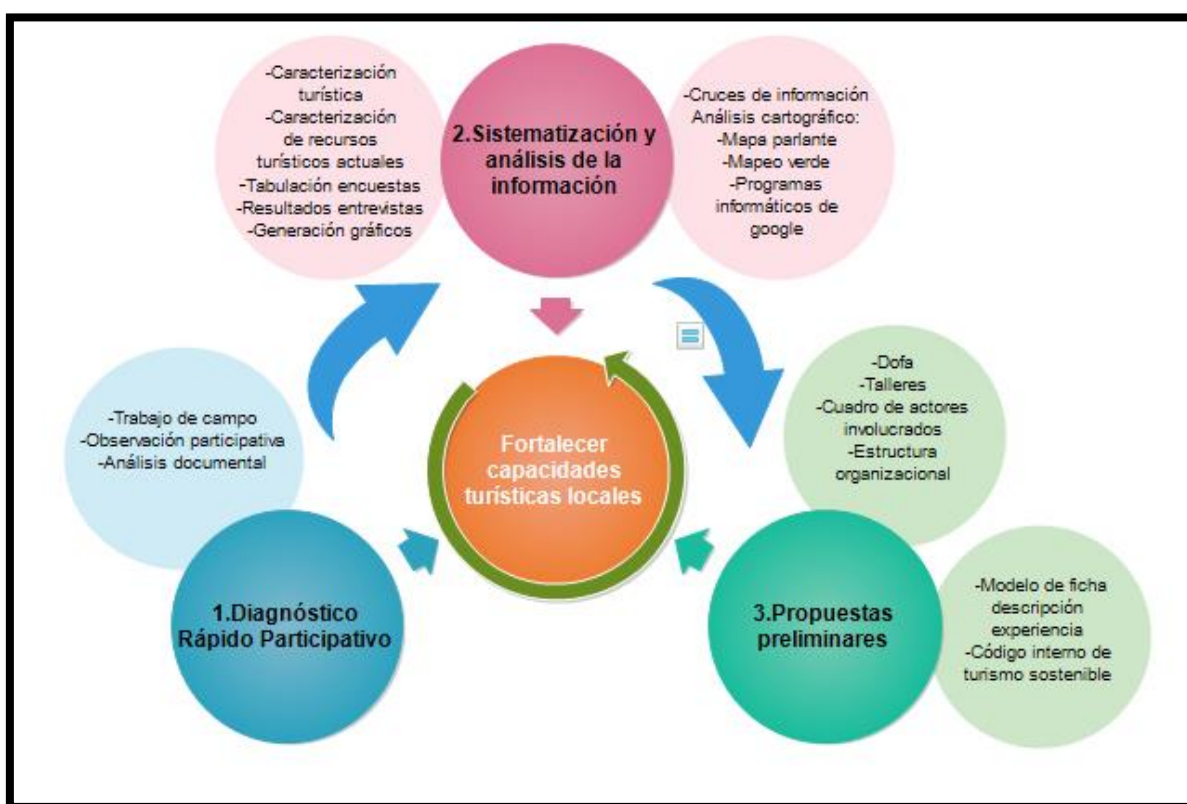 -Caracterización
turística
-Caracterización
de recursos
turísticos actuales
-Tabulación encuestas
-Resultados entrevistas
-Generación gráficos
2.Sistematización y
análisis de la
información
-Cruces de información
Análisis cartográfico:
-Mapa parlante
-Mapeo verde
-Programas
informáticos de
google
-Trabajo de campo
-Observación participativa
-Análisis documental
1.Diagnóstico
Rápido Participativo
Fortalecer
capacidades
turísticas locales
-Dofa
-Talleres
-Cuadro de actores
involucrados
-Estructura
organizacional
3.Propuestas
preliminares
-Modelo de ficha
descripción
experiencia
-Código interno de
turismo sostenible